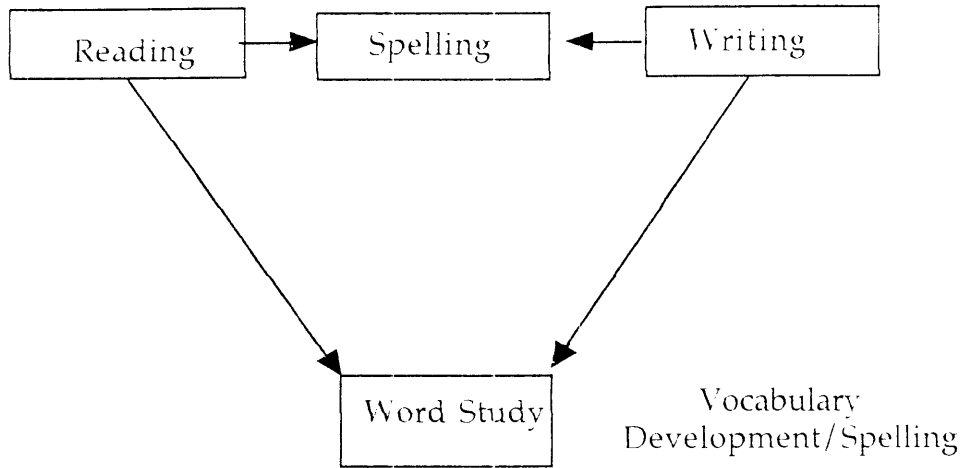 Reading
Spelling
Writing
Word Study
Vocabulary
Development/Spelling